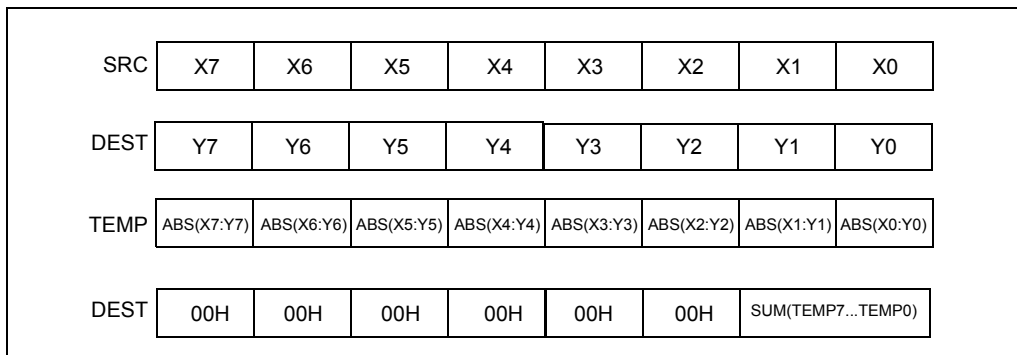 SRC X7 X6 X5 X4 X3 X2 X1 X0
DEST Y7 Y6 Y5 Y4 Y3 Y2 Y1 Y0
TEMP ABS(X7:Y7) ABS(X6:Y6) ABS(X5:Y5) ABS(X4:Y4) ABS(X3:Y3) ABS(X2:Y2) ABS(X1:Y1) ABS(X0:Y0)
DEST 00H 00H 00H 00H 00H 00H SUM(TEMP7...TEMP0)